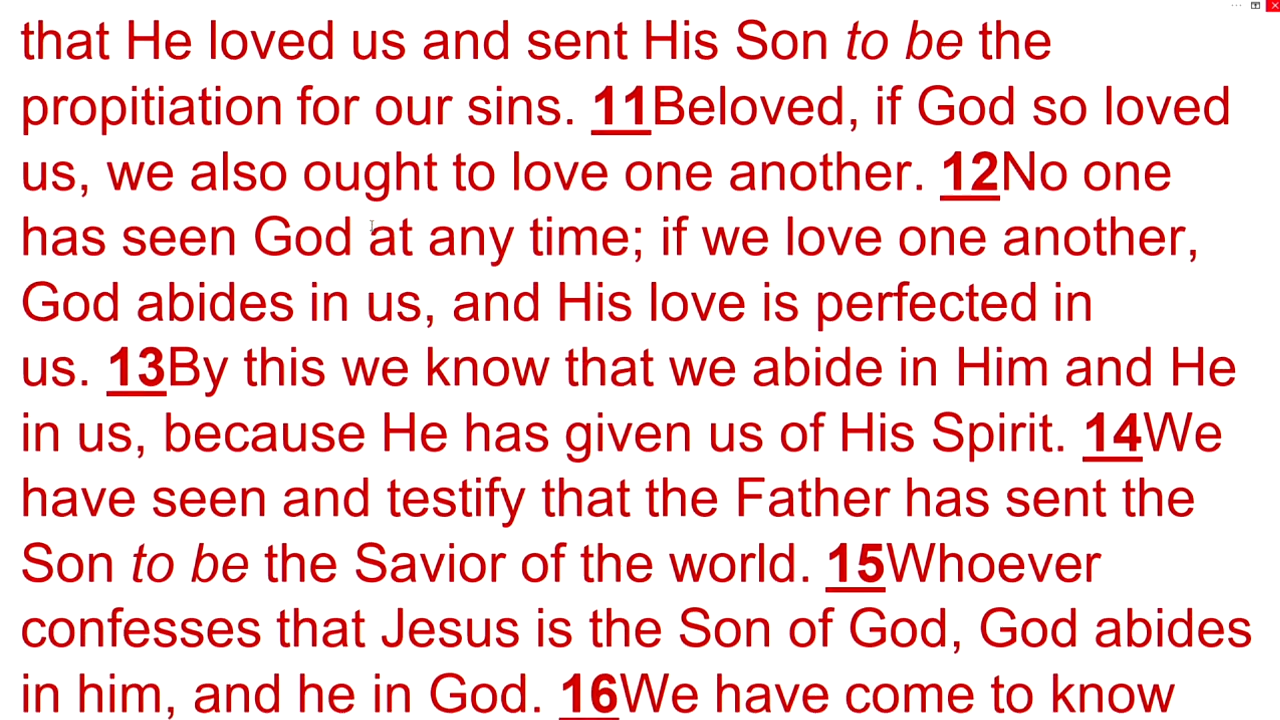 that He loved us and sent His Son to be the
propitiation for our sins. 11Beloved, if God so loved
us, we also ought to love one another. 12No one
has seen God at any time; if we love one another,
God abides in us, and His love is perfected in
us. 13By this we know that we abide in Him and He
in us, because He has given us of His Spirit. 14We
have seen and testify that the Father has sent the
Son to be the Savior of the world. 15Whoever
confesses that Jesus is the Son of God, God abides
in him, and he in God. 16We have come to know